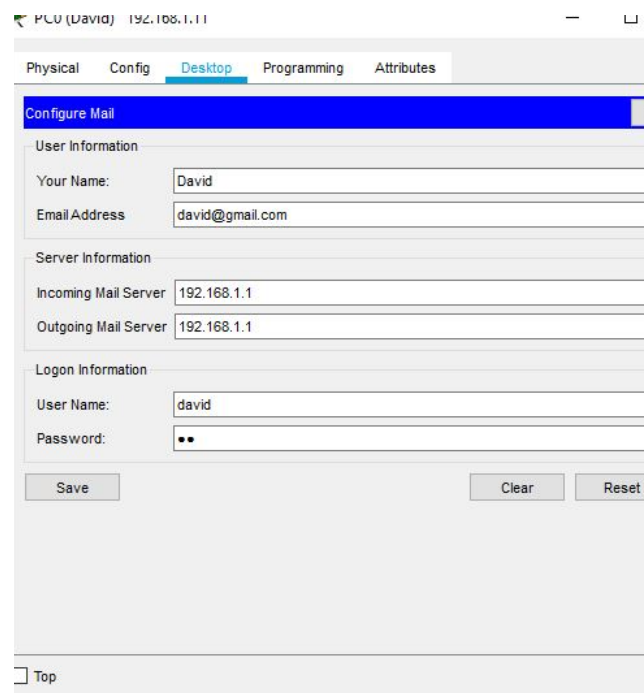 PC0 (David) 192.168.1.11
Physical Config Desktop Programming Attributes
Configure Mail
User Information
Your Name: David
Email Address david@gmail.com
Server Information
Incoming Mail Server 192.168.1.1
Outgoing Mail Server 192.168.1.1
Logon Information
User Name: david
Password: ●●
Save Clear Reset
Top